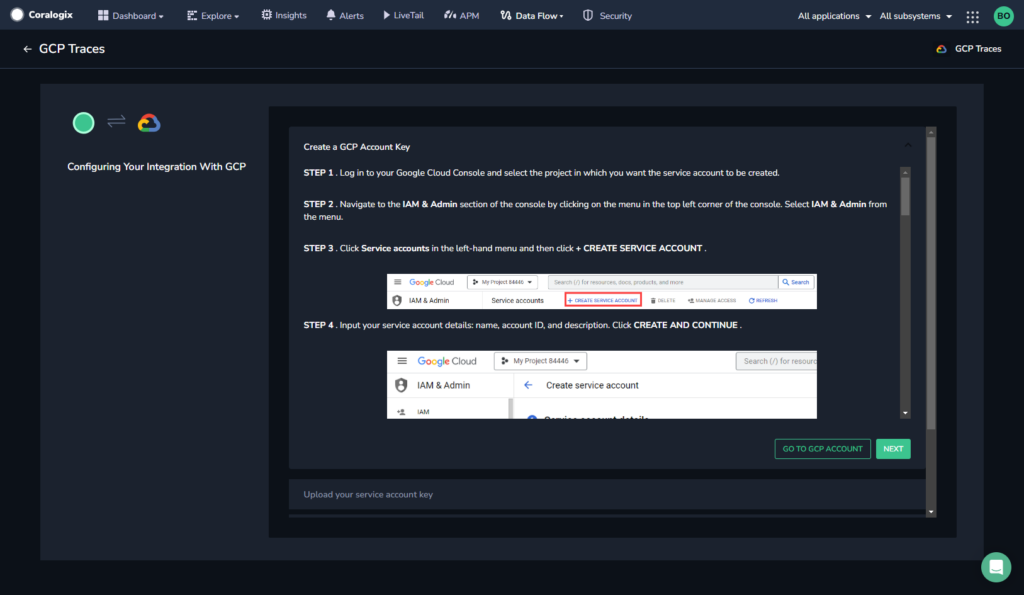 Coralogix Dashboard Explore Insights Alerts LiveTail APM Data Flow Security All applications All subsystems BO
GCP Traces GCP Traces
Configuring Your Integration With GCP
Create a GCP Account Key
STEP 1 . Log in to your Google Cloud Console and select the project in which you want the service account to be created.
STEP 2 . Navigate to the IAM & Admin section of the console by clicking on the menu in the top left corner of the console. Select IAM & Admin from
the menu.
STEP 3 . Click Service accounts in the left-hand menu and then click + CREATE SERVICE ACCOUNT .
Google Cloud My Project 84446 Search (/) for resources, docs, products, and more Search
IAM & Admin Service accounts + CREATE SERVICE ACCOUNT DELETE MANAGE ACCESS REFRESH
STEP 4 . Input your service account details: name, account ID, and description. Click CREATE AND CONTINUE .
Google Cloud My Project 84446 Search (/) for resourc
IAM & Admin Create service account
IAM Service account details
GO TO GCP ACCOUNT NEXT
Upload your service account key